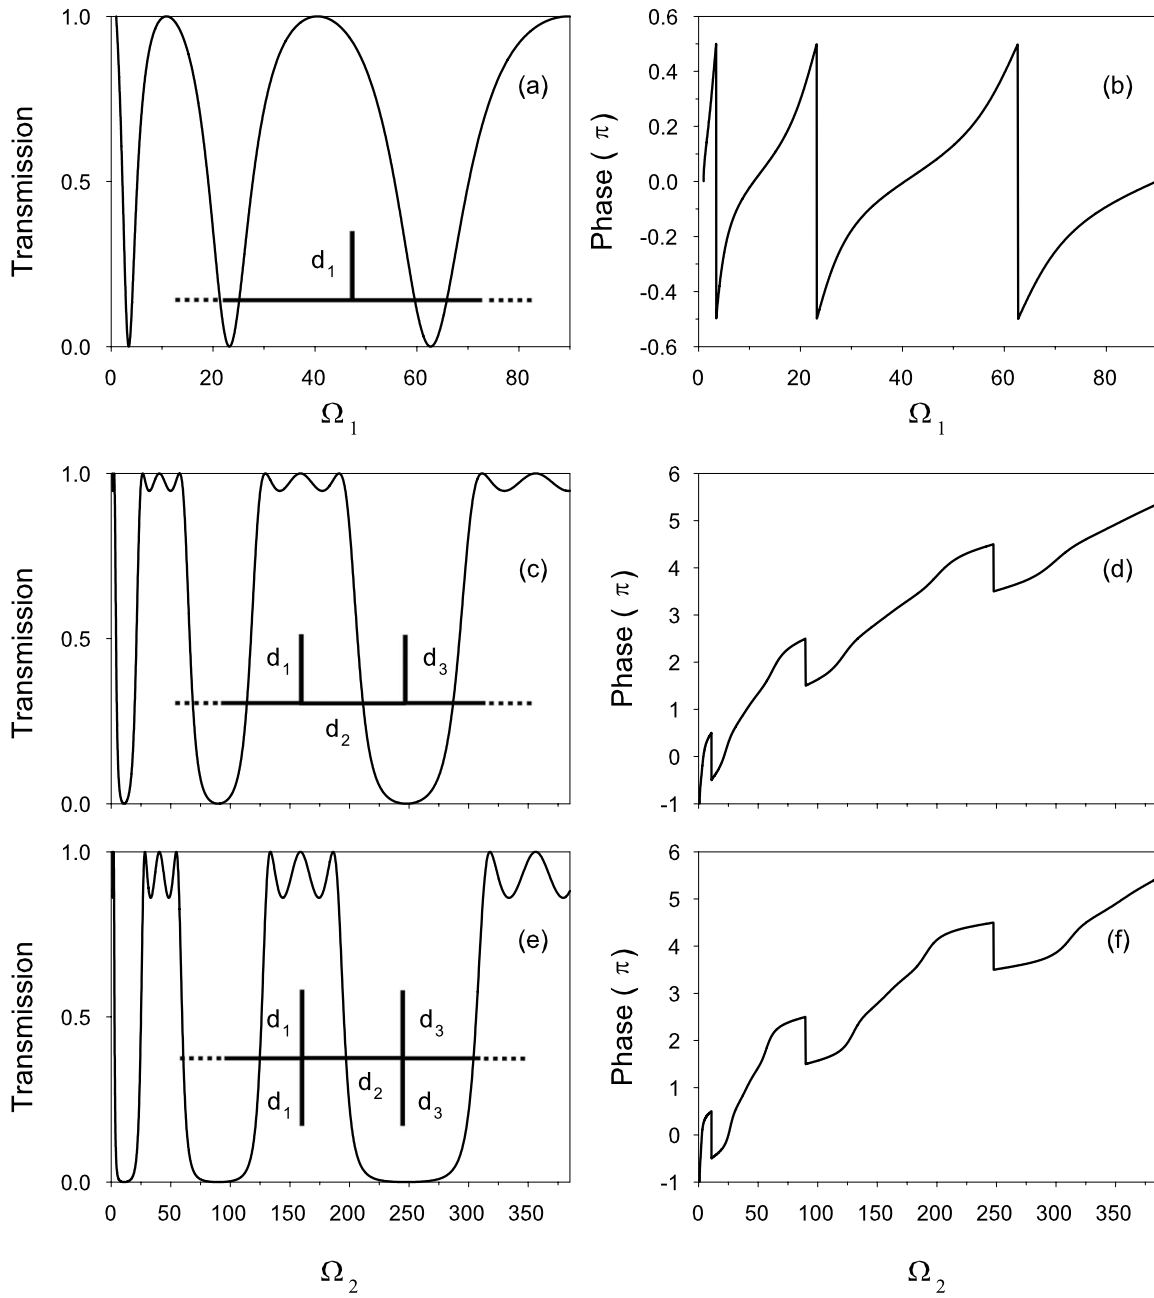 1.0
0.5
0.0
Transmission
(a)
d1
0 20 40 60 80
Ω1
0.6
0.4
0.2
0.0
-0.2
-0.4
-0.6
Phase ( π )
(b)
0 20 40 60 80
Ω1
1.0
0.5
0.0
Transmission
(c)
d1 d3
d2
6
5
4
3
2
1
0
-1
Phase ( π )
(d)
1.0
0.5
0.0
Transmission
(e)
d1 d3
d2
d1 d3
0 50 100 150 200 250 300 350
Ω2
6
5
4
3
2
1
0
-1
Phase ( π )
(f)
0 50 100 150 200 250 300 350
Ω2